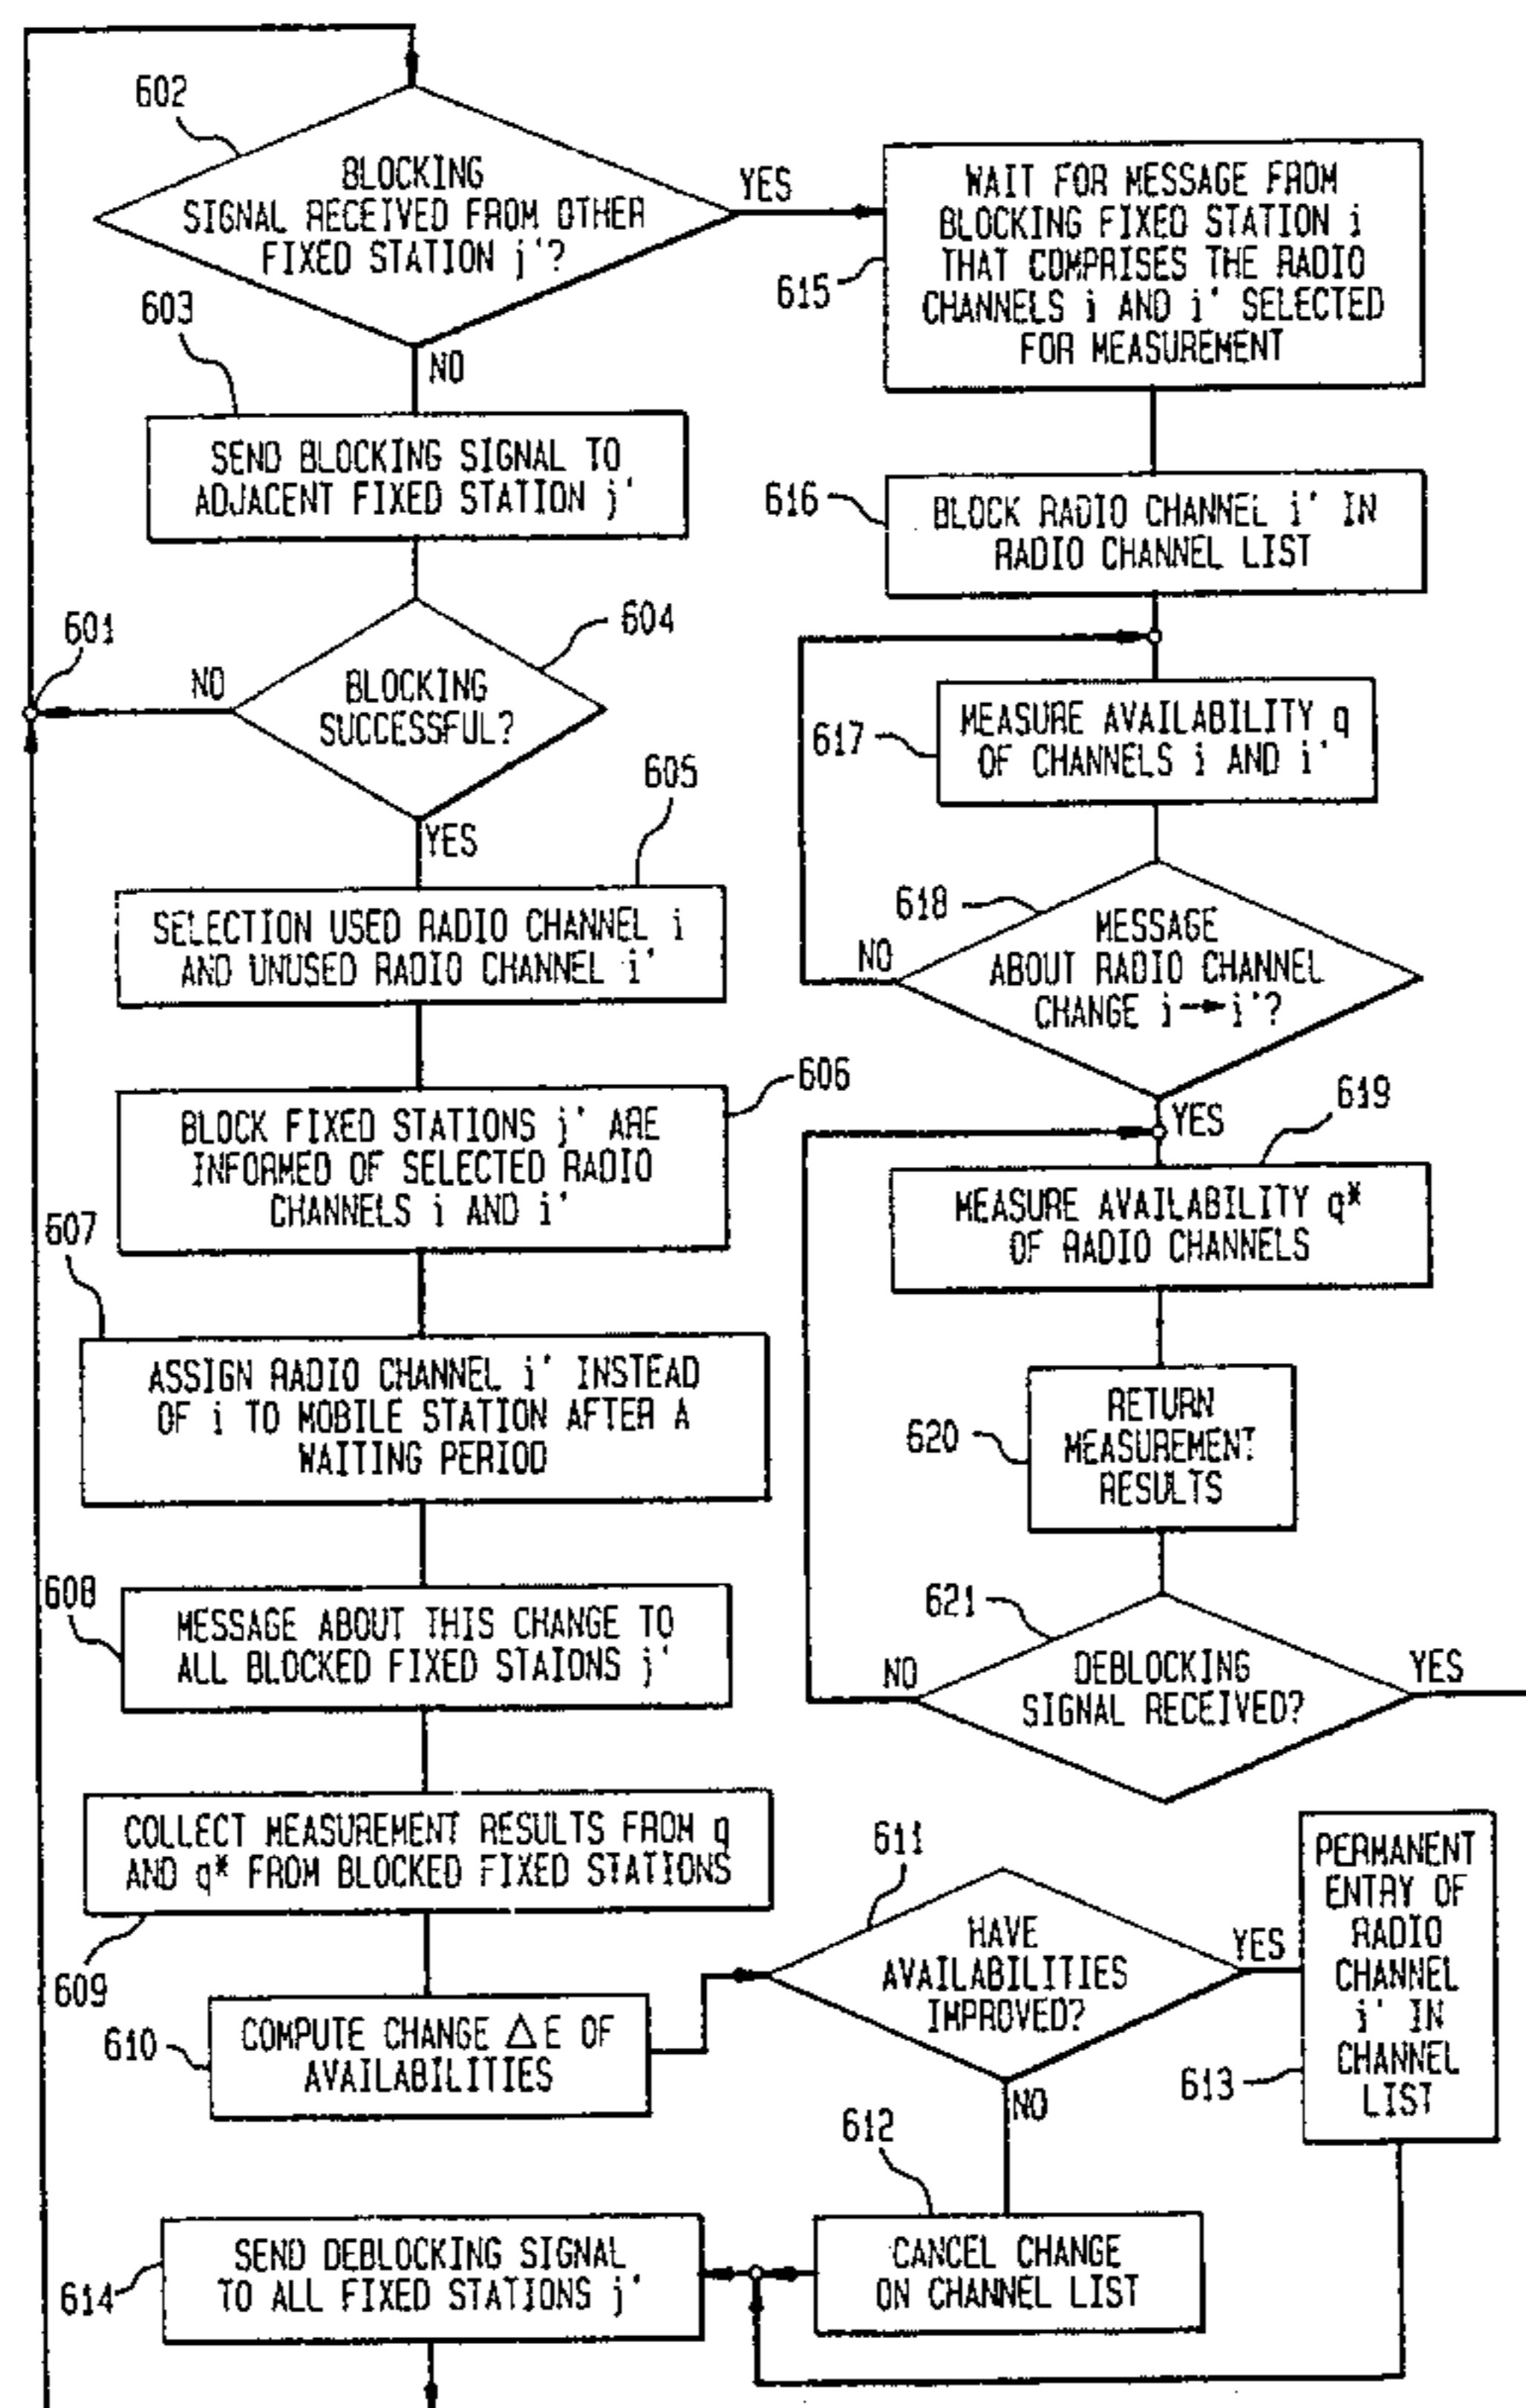 602
BLOCKING
SIGNAL RECEIVED FROM OTHER
FIXED STATION j'?
YES
NO
603
SEND BLOCKING SIGNAL TO
ADJACENT FIXED STATION j'
601
604
NO
BLOCKING
SUCCESSFUL?
YES
605
SELECTION USED RADIO CHANNEL i
AND UNUSED RADIO CHANNEL i'
606
BLOCK FIXED STATIONS j' ARE
INFORMED OF SELECTED RADIO
CHANNELS i AND i'
607
ASSIGN RADIO CHANNEL i' INSTEAD
OF i TO MOBILE STATION AFTER A
WAITING PERIOD
608
MESSAGE ABOUT THIS CHANGE TO
ALL BLOCKED FIXED STAIONS j'
COLLECT MEASUREMENT RESULTS FROM q
AND q* FROM BLOCKED FIXED STATIONS
609
610
COMPUTE CHANGE △E OF
AVAILABILITIES
615
WAIT FOR MESSAGE FROM
BLOCKING FIXED STATION i
THAT COMPRISES THE RADIO
CHANNELS i AND i' SELECTED
FOR MEASUREMENT
616
BLOCK RADIO CHANNEL i' IN
RADIO CHANNEL LIST
617
MEASURE AVAILABILITY q
OF CHANNELS i AND i'
618
NO
MESSAGE
ABOUT RADIO CHANNEL
CHANGE i→i'?
YES
619
MEASURE AVAILABILITY q*
OF RADIO CHANNELS
620
RETURN
MEASUREMENT
RESULTS
621
NO
DEBLOCKING
SIGNAL RECEIVED?
YES
611
HAVE
AVAILABILITIES
IMPROVED?
YES
NO
613
PERMANENT
ENTRY OF
RADIO
CHANNEL
i' IN
CHANNEL
LIST
612
CANCEL CHANGE
ON CHANNEL LIST
614
SEND DEBLOCKING SIGNAL
TO ALL FIXED STATIONS j'